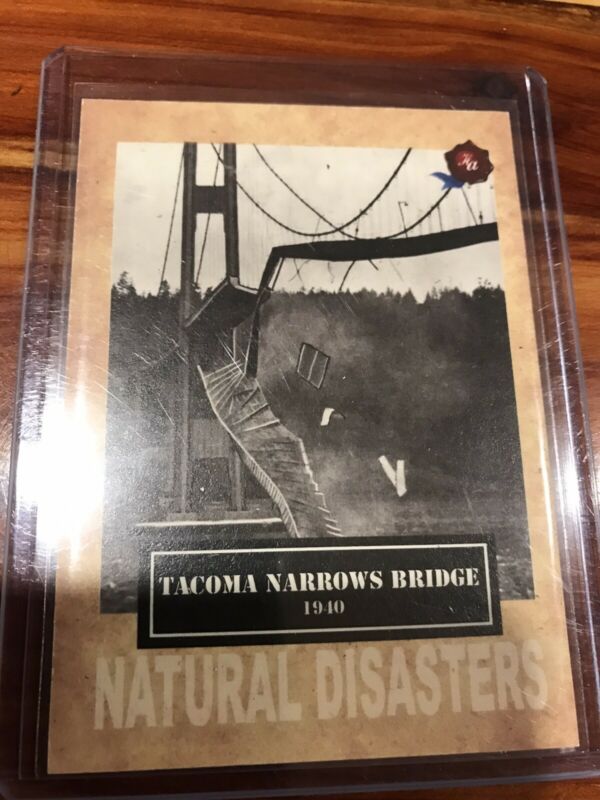 TACOMA NARROWS BRIDGE
1940
NATURAL DISASTERS